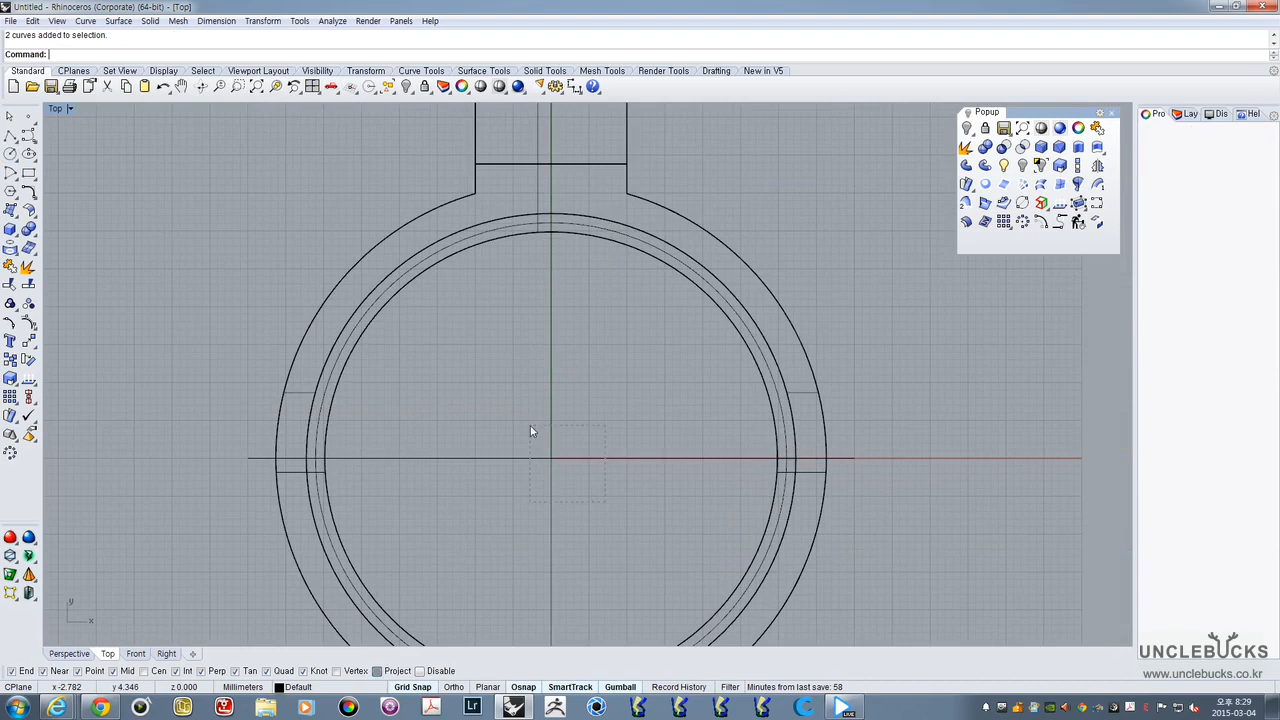 Untitled - Rhinoceros (Corporate) (64-bit) - [Top]
File Edit View Curve Surface Solid Mesh Dimension Transform Tools Analyze Render Panels Help
2 curves added to selection.
Command:
Standard CPlanes Set View Display Select Viewport Layout Visibility Transform Curve Tools Surface Tools Solid Tools Mesh Tools Render Tools Drafting New in V5
Top
Popup
Pro Lay Dis Hel
y
x
Perspective Top Front Right
UNCLEBUCKS
www.unclebucks.co.kr
End Near Point Mid Cen Int Perp Tan Quad Knot Vertex Project Disable
CPlane x -2.782 y 4.346 z 0.000 Millimeters Default Grid Snap Ortho Planar Osnap SmartTrack Gumball Record History Filter Minutes from last save: 58
Lr
LIVE
오후 8:29
2015-03-04